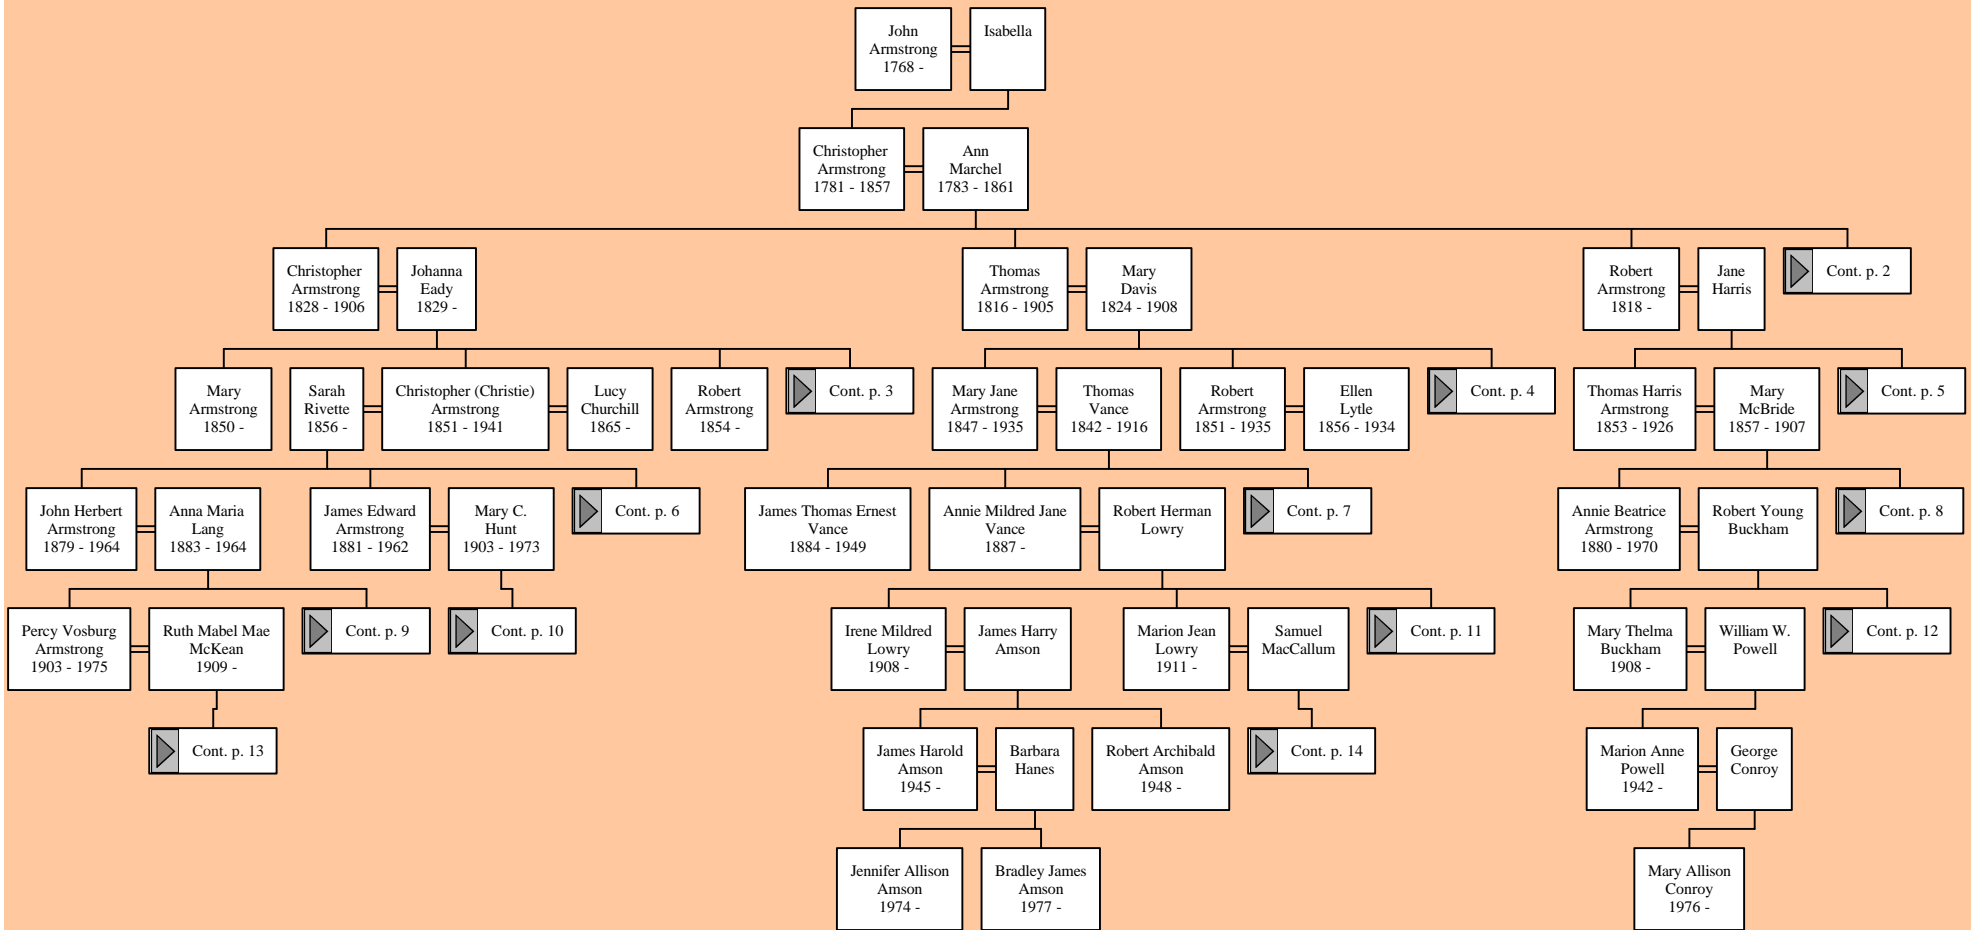 John
Armstrong
1768 -
Isabella
Christopher
Armstrong
1781 - 1857
Ann
Marchel
1783 - 1861
Christopher
Armstrong
1828 - 1906
Johanna
Eady
1829 -
Thomas
Armstrong
1816 - 1905
Mary
Davis
1824 - 1908
Robert
Armstrong
1818 -
Jane
Harris
Cont. p. 2
Mary
Armstrong
1850 -
Sarah
Rivette
1856 -
Christopher (Christie)
Armstrong
1851 - 1941
Lucy
Churchill
1865 -
Robert
Armstrong
1854 -
Cont. p. 3
Mary Jane
Armstrong
1847 - 1935
Thomas
Vance
1842 - 1916
Robert
Armstrong
1851 - 1935
Ellen
Lytle
1856 - 1934
Cont. p. 4
Thomas Harris
Armstrong
1853 - 1926
Mary
McBride
1857 - 1907
Cont. p. 5
John Herbert
Armstrong
1879 - 1964
Anna Maria
Lang
1883 - 1964
James Edward
Armstrong
1881 - 1962
Mary C.
Hunt
1903 - 1973
Cont. p. 6
James Thomas Ernest
Vance
1884 - 1949
Annie Mildred Jane
Vance
1887 -
Robert Herman
Lowry
Cont. p. 7
Annie Beatrice
Armstrong
1880 - 1970
Robert Young
Buckham
Cont. p. 8
Percy Vosburg
Armstrong
1903 - 1975
Ruth Mabel Mae
McKean
1909 -
Cont. p. 9
Cont. p. 10
Irene Mildred
Lowry
1908 -
James Harry
Amson
Marion Jean
Lowry
1911 -
Samuel
MacCallum
Cont. p. 11
Mary Thelma
Buckham
1908 -
William W.
Powell
Cont. p. 12
Cont. p. 13
James Harold
Amson
1945 -
Barbara
Hanes
Robert Archibald
Amson
1948 -
Cont. p. 14
Marion Anne
Powell
1942 -
George
Conroy
Jennifer Allison
Amson
1974 -
Bradley James
Amson
1977 -
Mary Allison
Conroy
1976 -